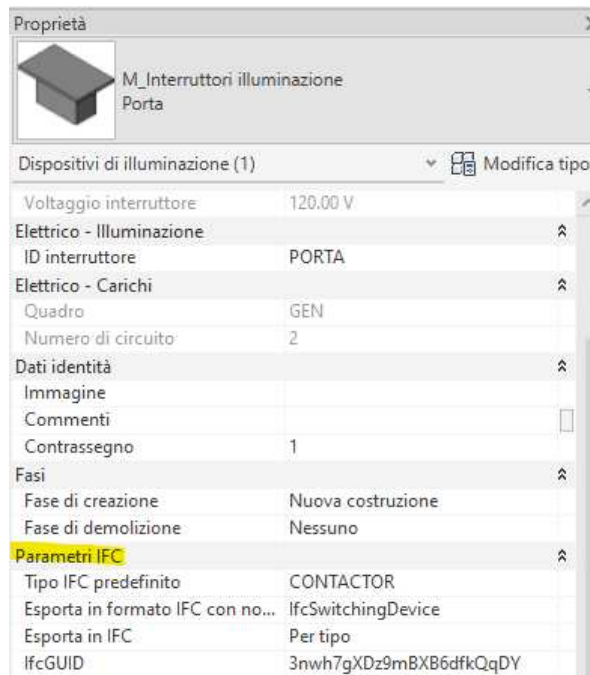 Proprietà
M_Interruttori illuminazione
Porta
Dispositivi di illuminazione (1) Modifica tipo
Voltaggio interruttore 120.00 V
Elettrico - Illuminazione
ID interruttore PORTA
Elettrico - Carichi
Quadro GEN
Numero di circuito 2
Dati identità
Immagine
Commenti
Contrassegno 1
Fasi
Fase di creazione Nuova costruzione
Fase di demolizione Nessuno
Parametri IFC
Tipo IFC predefinito CONTACTOR
Esporta in formato IFC con no... IfcSwitchingDevice
Esporta in IFC Per tipo
IfcGUID 3nwh7gXDz9mBXB6dfkQqDY